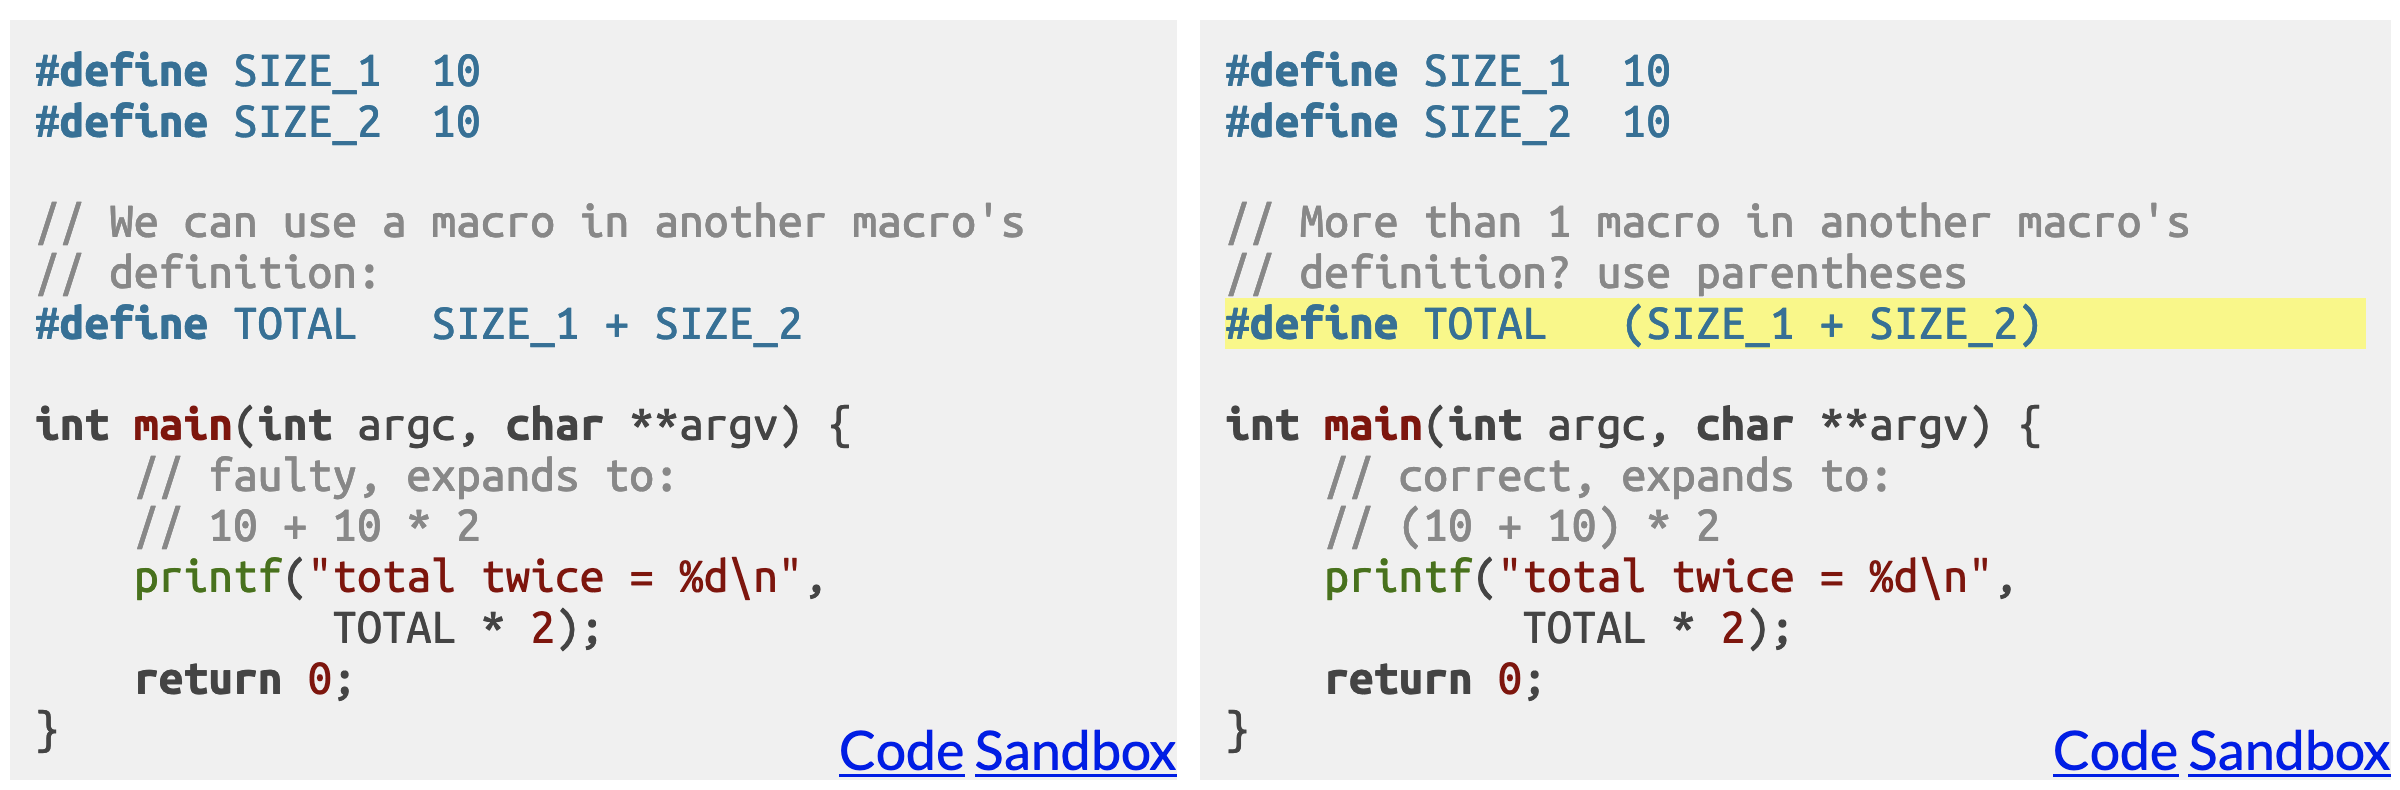 #define SIZE_1  10
#define SIZE_2  10

// We can use a macro in another macro's
// definition:
#define TOTAL   SIZE_1 + SIZE_2

int main(int argc, char **argv) {
    // faulty, expands to:
    // 10 + 10 * 2
    printf("total twice = %d\n",
            TOTAL * 2);
    return 0;
}
Code Sandbox

#define SIZE_1  10
#define SIZE_2  10

// More than 1 macro in another macro's
// definition? use parentheses
#define TOTAL   (SIZE_1 + SIZE_2)

int main(int argc, char **argv) {
    // correct, expands to:
    // (10 + 10) * 2
    printf("total twice = %d\n",
            TOTAL * 2);
    return 0;
}
Code Sandbox